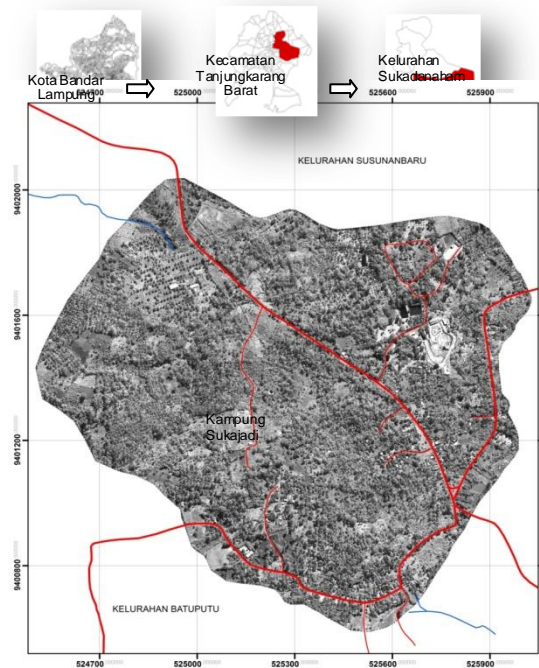 Kota Bandar
Lampung
Kecamatan
Tanjungkarang
Barat
Kelurahan
Sukadanaham
525000
525600
525900
KELURAHAN SUSUNANBARU
9402000
9401600
9401200
9400800
Kampung
Sukajadi
KELURAHAN BATUPUTU
524700
525000
525300
525600
525900